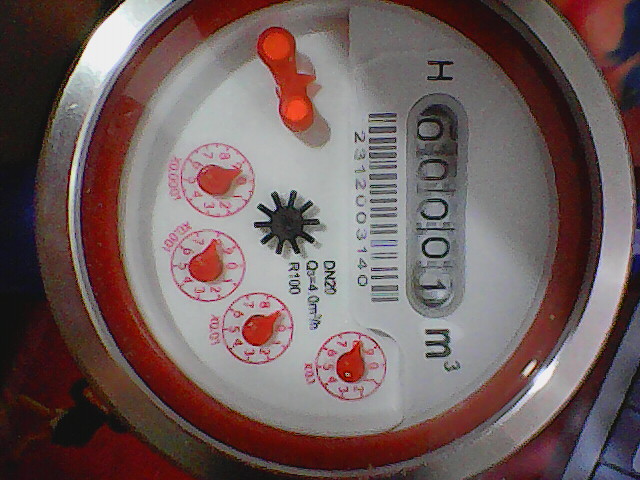 H
00001 m³
2312003140
DN20
Q₃=4.0m³/h
R100
X0.0001
X0.001
X0.01
X0.1